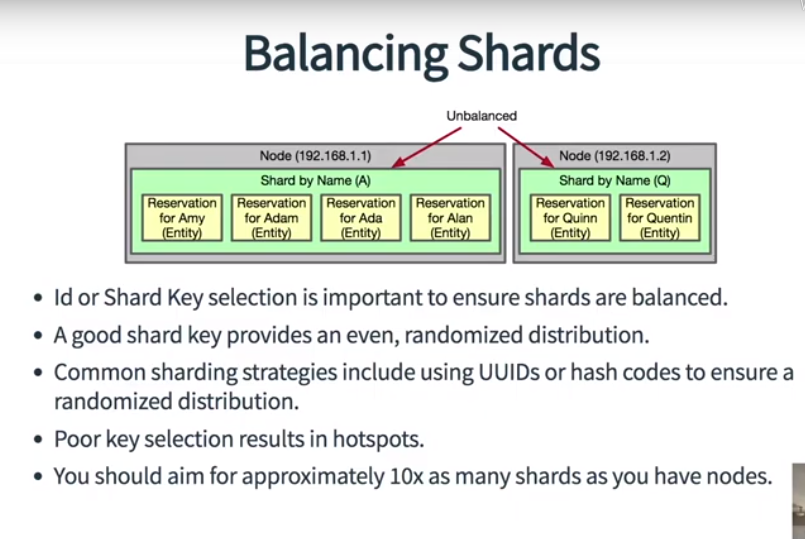 Balancing Shards
Unbalanced
Node (192.168.1.1)
Node (192.168.1.2)
Shard by Name (A)
Shard by Name (Q)
Reservation
for Amy
(Entity)
Reservation
for Adam
(Entity)
Reservation
for Ada
(Entity)
Reservation
for Alan
(Entity)
Reservation
for Quinn
(Entity)
Reservation
for Quentin
(Entity)
• Id or Shard Key selection is important to ensure shards are balanced.
• A good shard key provides an even, randomized distribution.
• Common sharding strategies include using UUIDs or hash codes to ensure a
randomized distribution.
• Poor key selection results in hotspots.
• You should aim for approximately 10x as many shards as you have nodes.